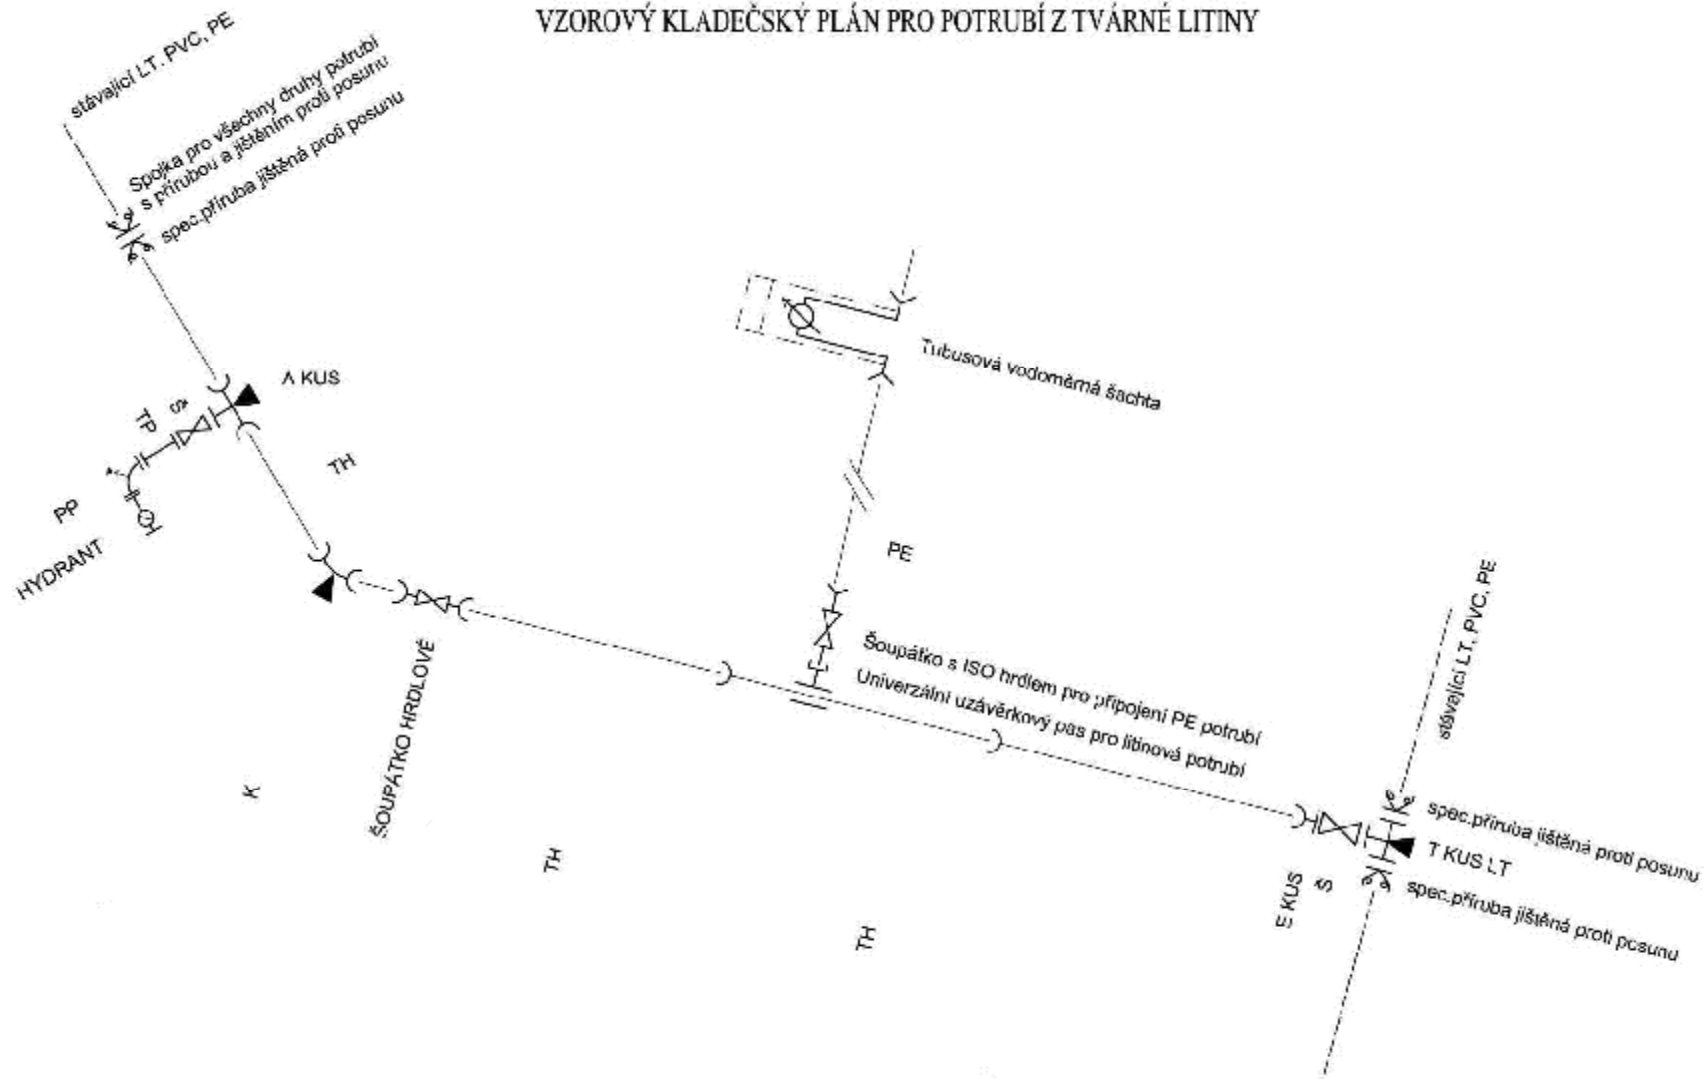 VZOROVÝ KLADEČSKÝ PLÁN PRO POTRUBÍ Z TVÁRNÉ LITINY
stávající LT, PVC, PE
Spojka pro všechny druhy potrubí
s přírubou a jištěním proti posunu
spec.příruba jištěná proti posunu
A KUS
Š
TP
TH
PP
HYDRANT
Tubusová vodoměrná šachta
PE
Šoupátko s ISO hrdlem pro připojení PE potrubí
Univerzální uzávěrkový pas pro litinová potrubí
ŠOUPÁTKO HRDLOVÉ
K
TH
TH
stávající LT, PVC, PE
spec.příruba jištěná proti posunu
T KUS LT
spec.příruba jištěná proti posunu
E KUS
Š